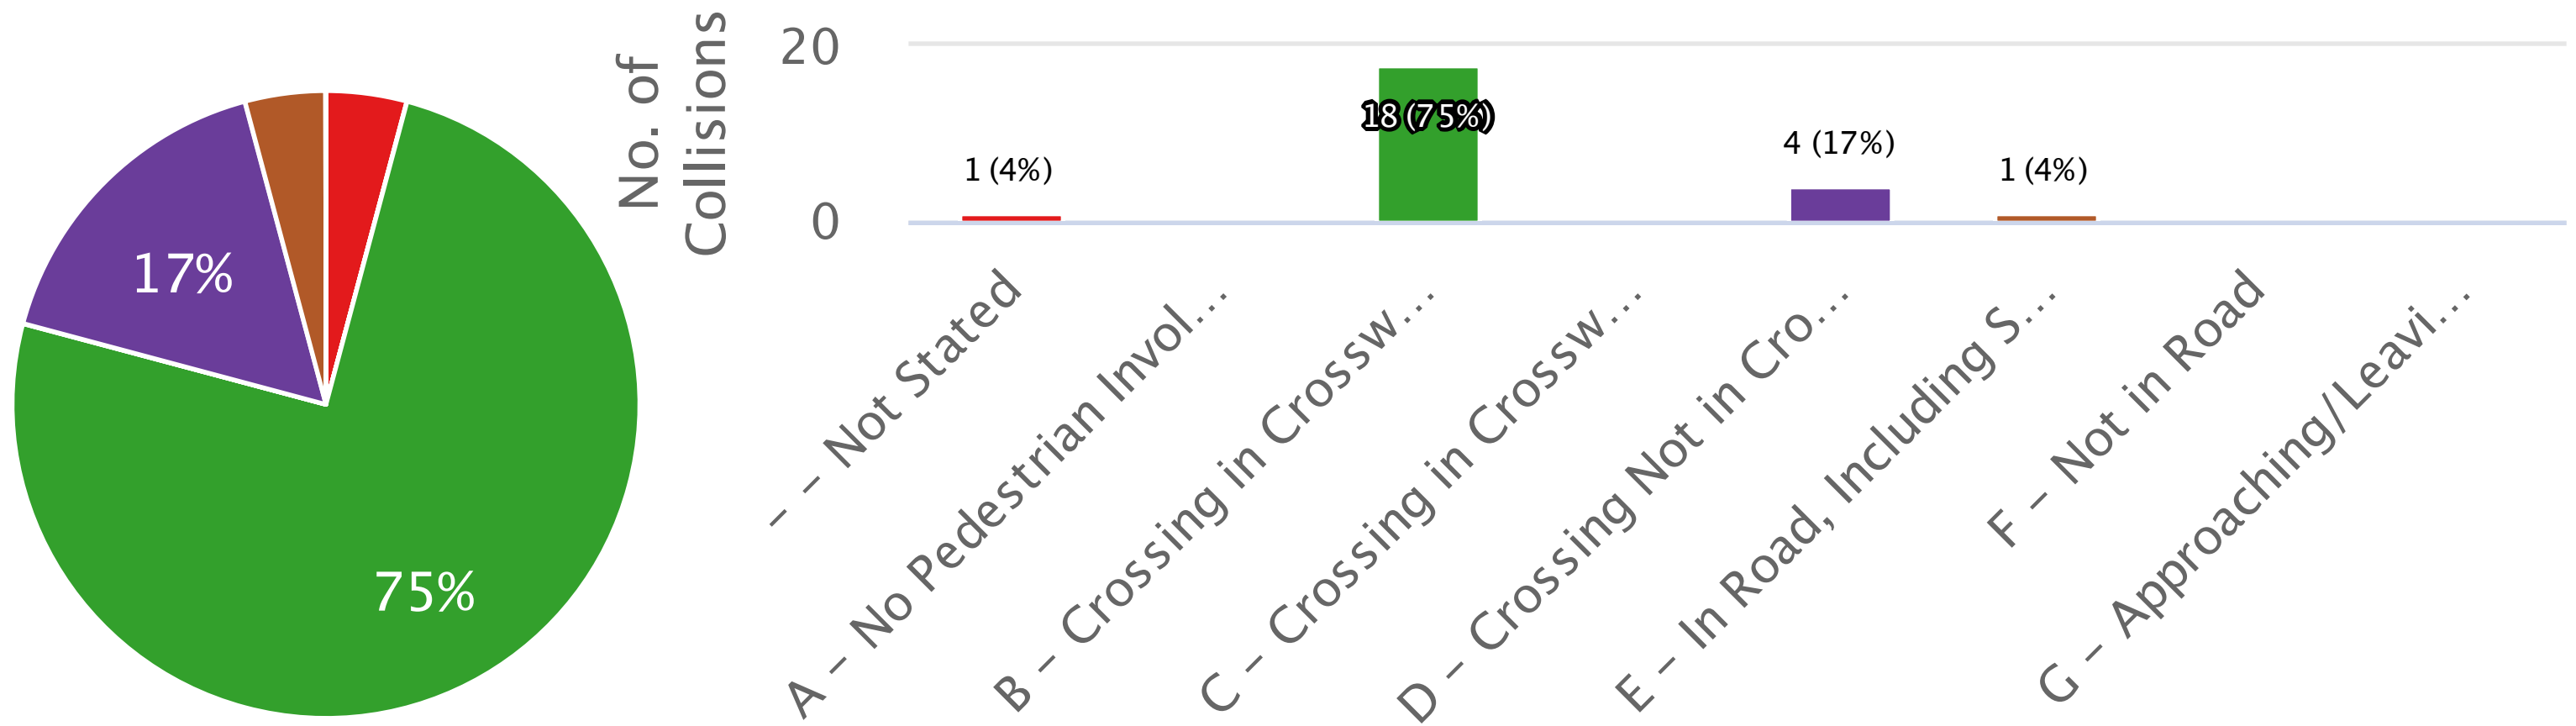 17%
75%
No. of
Collisions
20
0
1 (4%)
18 (75%)
4 (17%)
1 (4%)
- – Not Stated
A – No Pedestrian Invol…
B – Crossing in Crossw…
C – Crossing in Crossw…
D – Crossing Not in Cro…
E – In Road, Including S…
F – Not in Road
G – Approaching/Leavi…